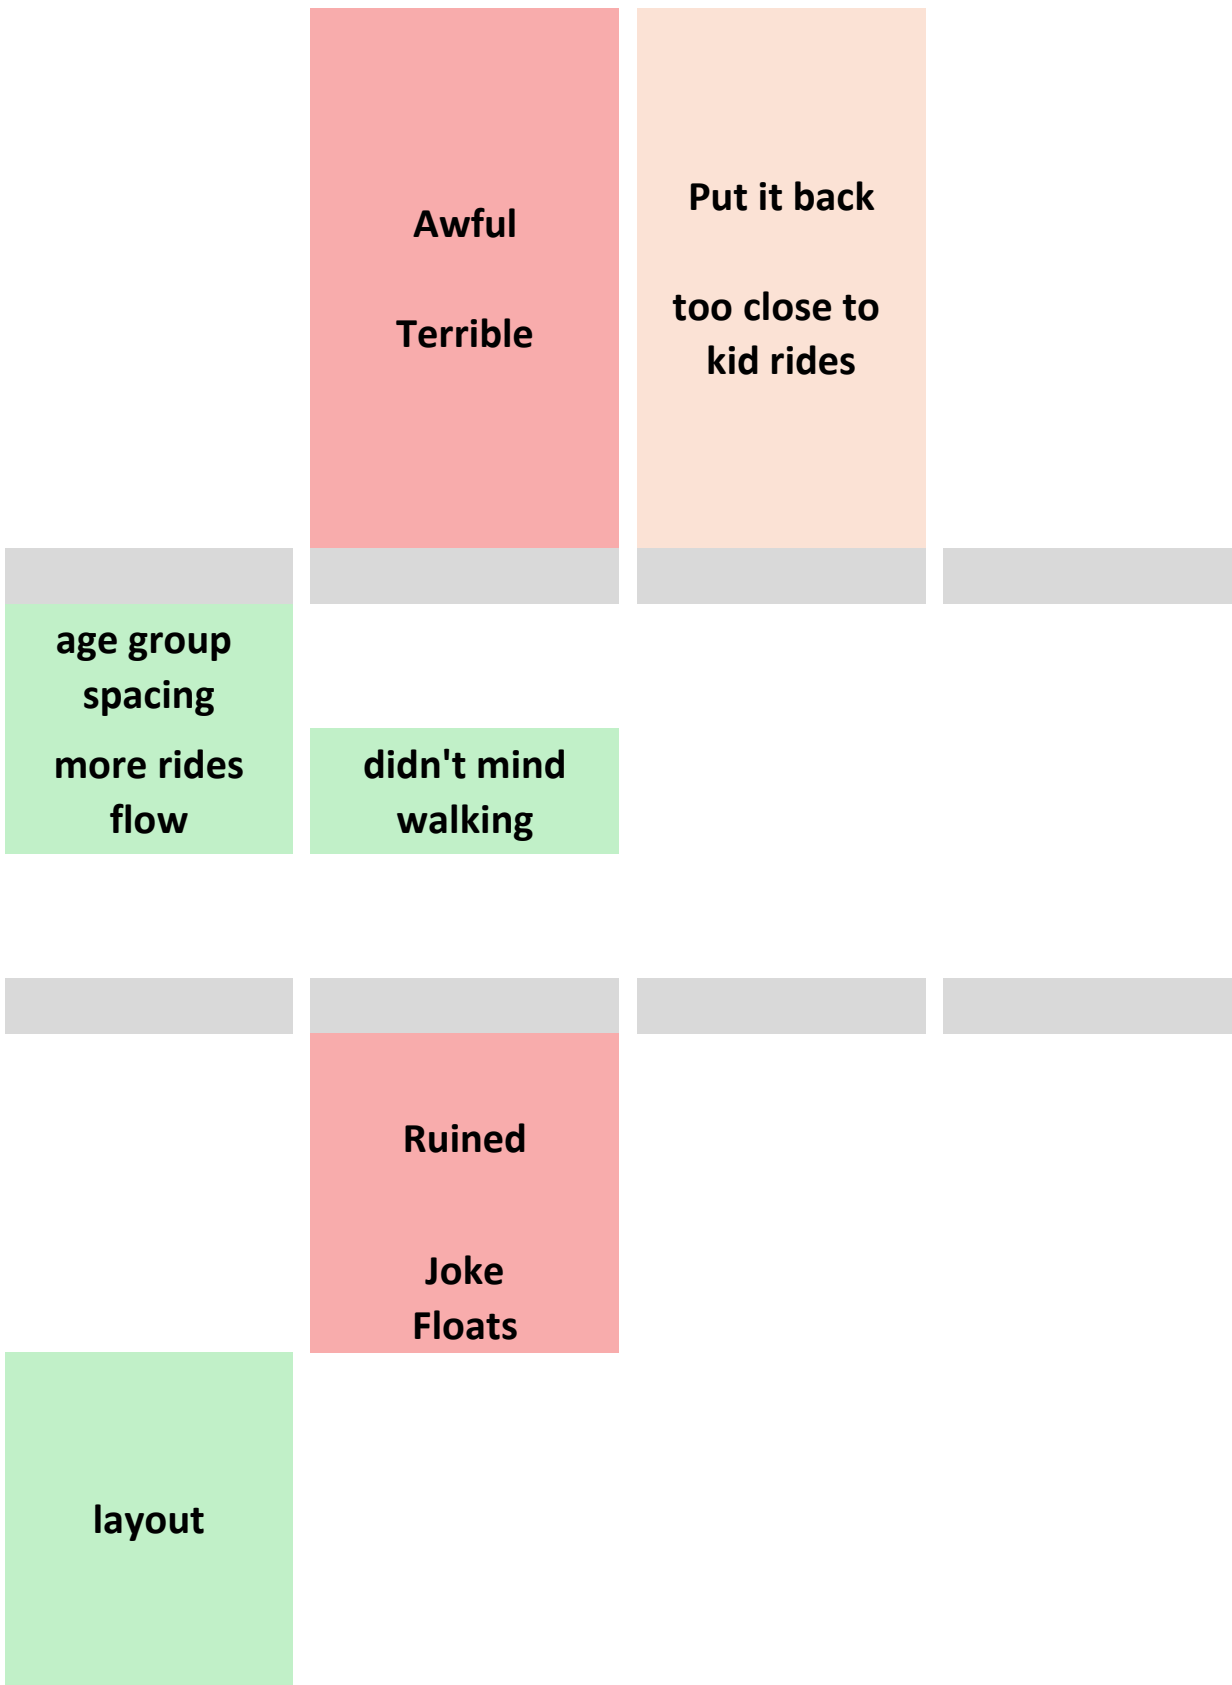 Awful
Terrible
Put it back
too close to
kid rides
age group
spacing
more rides
flow
didn't mind
walking
Ruined
Joke
Floats
layout